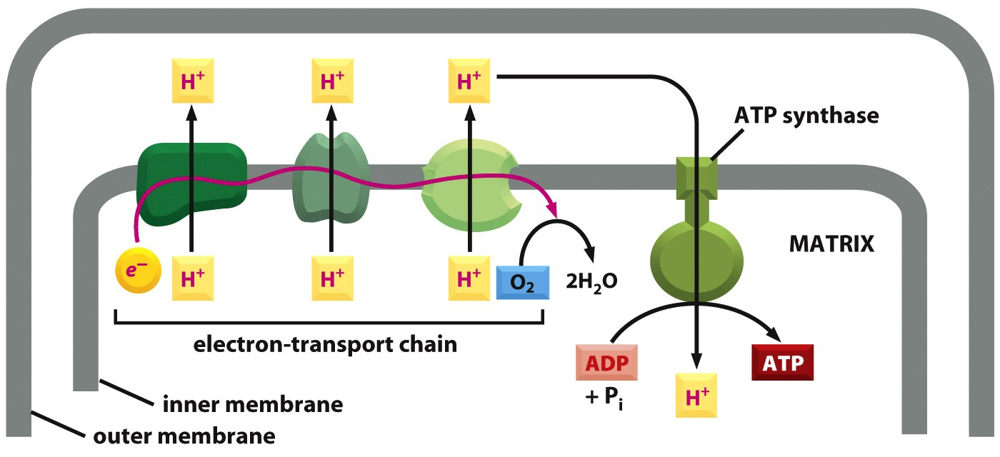 H+ H+ H+
ATP synthase
MATRIX
e– H+ H+ H+ O2 2H2O
electron-transport chain
ADP ATP
+ Pi H+
inner membrane
outer membrane